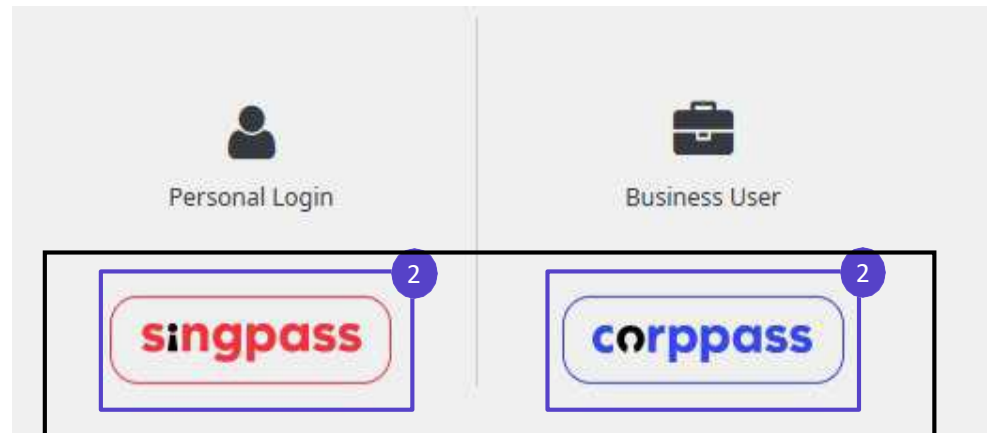 Personal Login
Business User
2
2
singpass
corppass